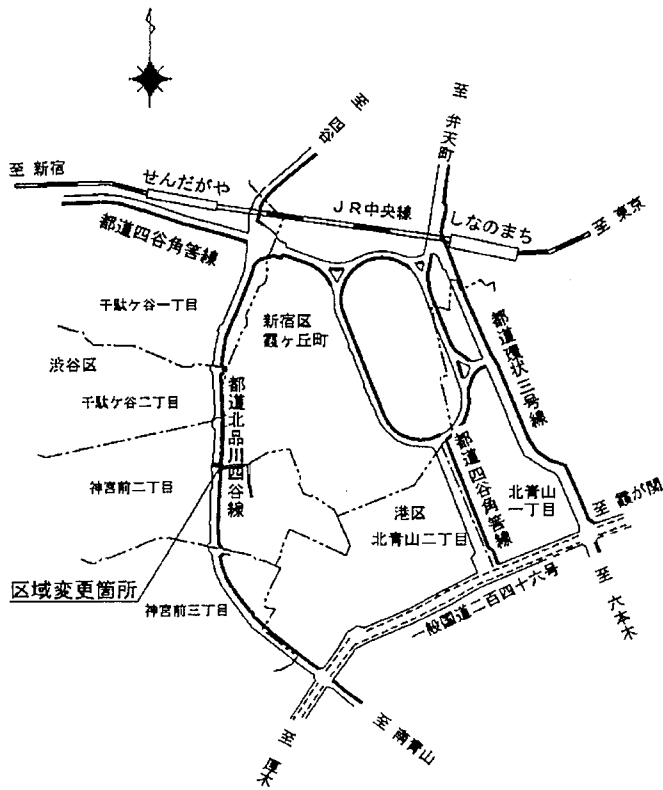 至 四谷
至 弁天町
至 新宿
せんだがや
JR中央線
しなのまち
至 東京
都道四谷角筈線
千駄ケ谷一丁目
新宿区
霞ヶ丘町
都道環状三号線
渋谷区
千駄ケ谷二丁目
都道北品川四谷線
都道四谷角筈線
神宮前二丁目
港区
北青山二丁目
北青山
一丁目
至 霞が関
区域変更箇所
神宮前三丁目
一般国道二百四十六号
至 六本木
至 南青山
至 厚木